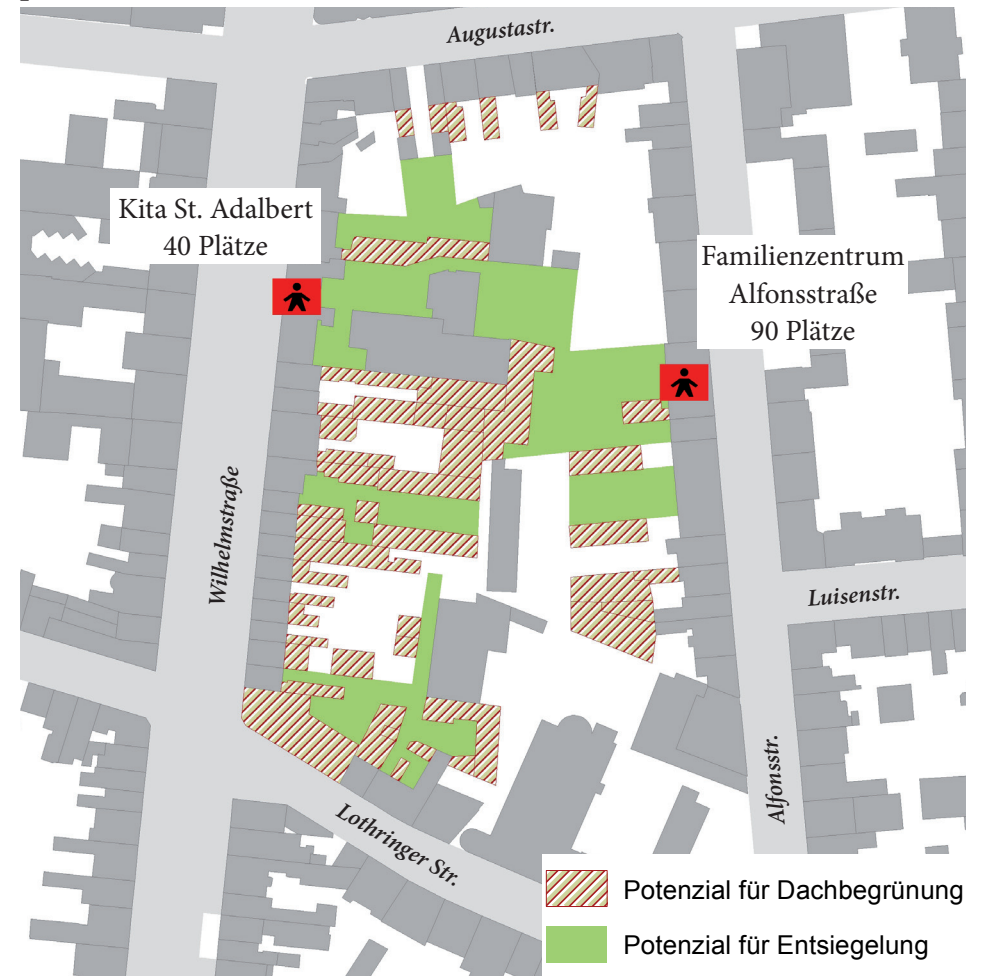 Augustastr.
Kita St. Adalbert
40 Plätze
Familienzentrum
Alfonsstraße
90 Plätze
Wilhelmstraße
Luisenstr.
Alfonsstr.
Lothringer Str.
Potenzial für Dachbegrünung
Potenzial für Entsiegelung